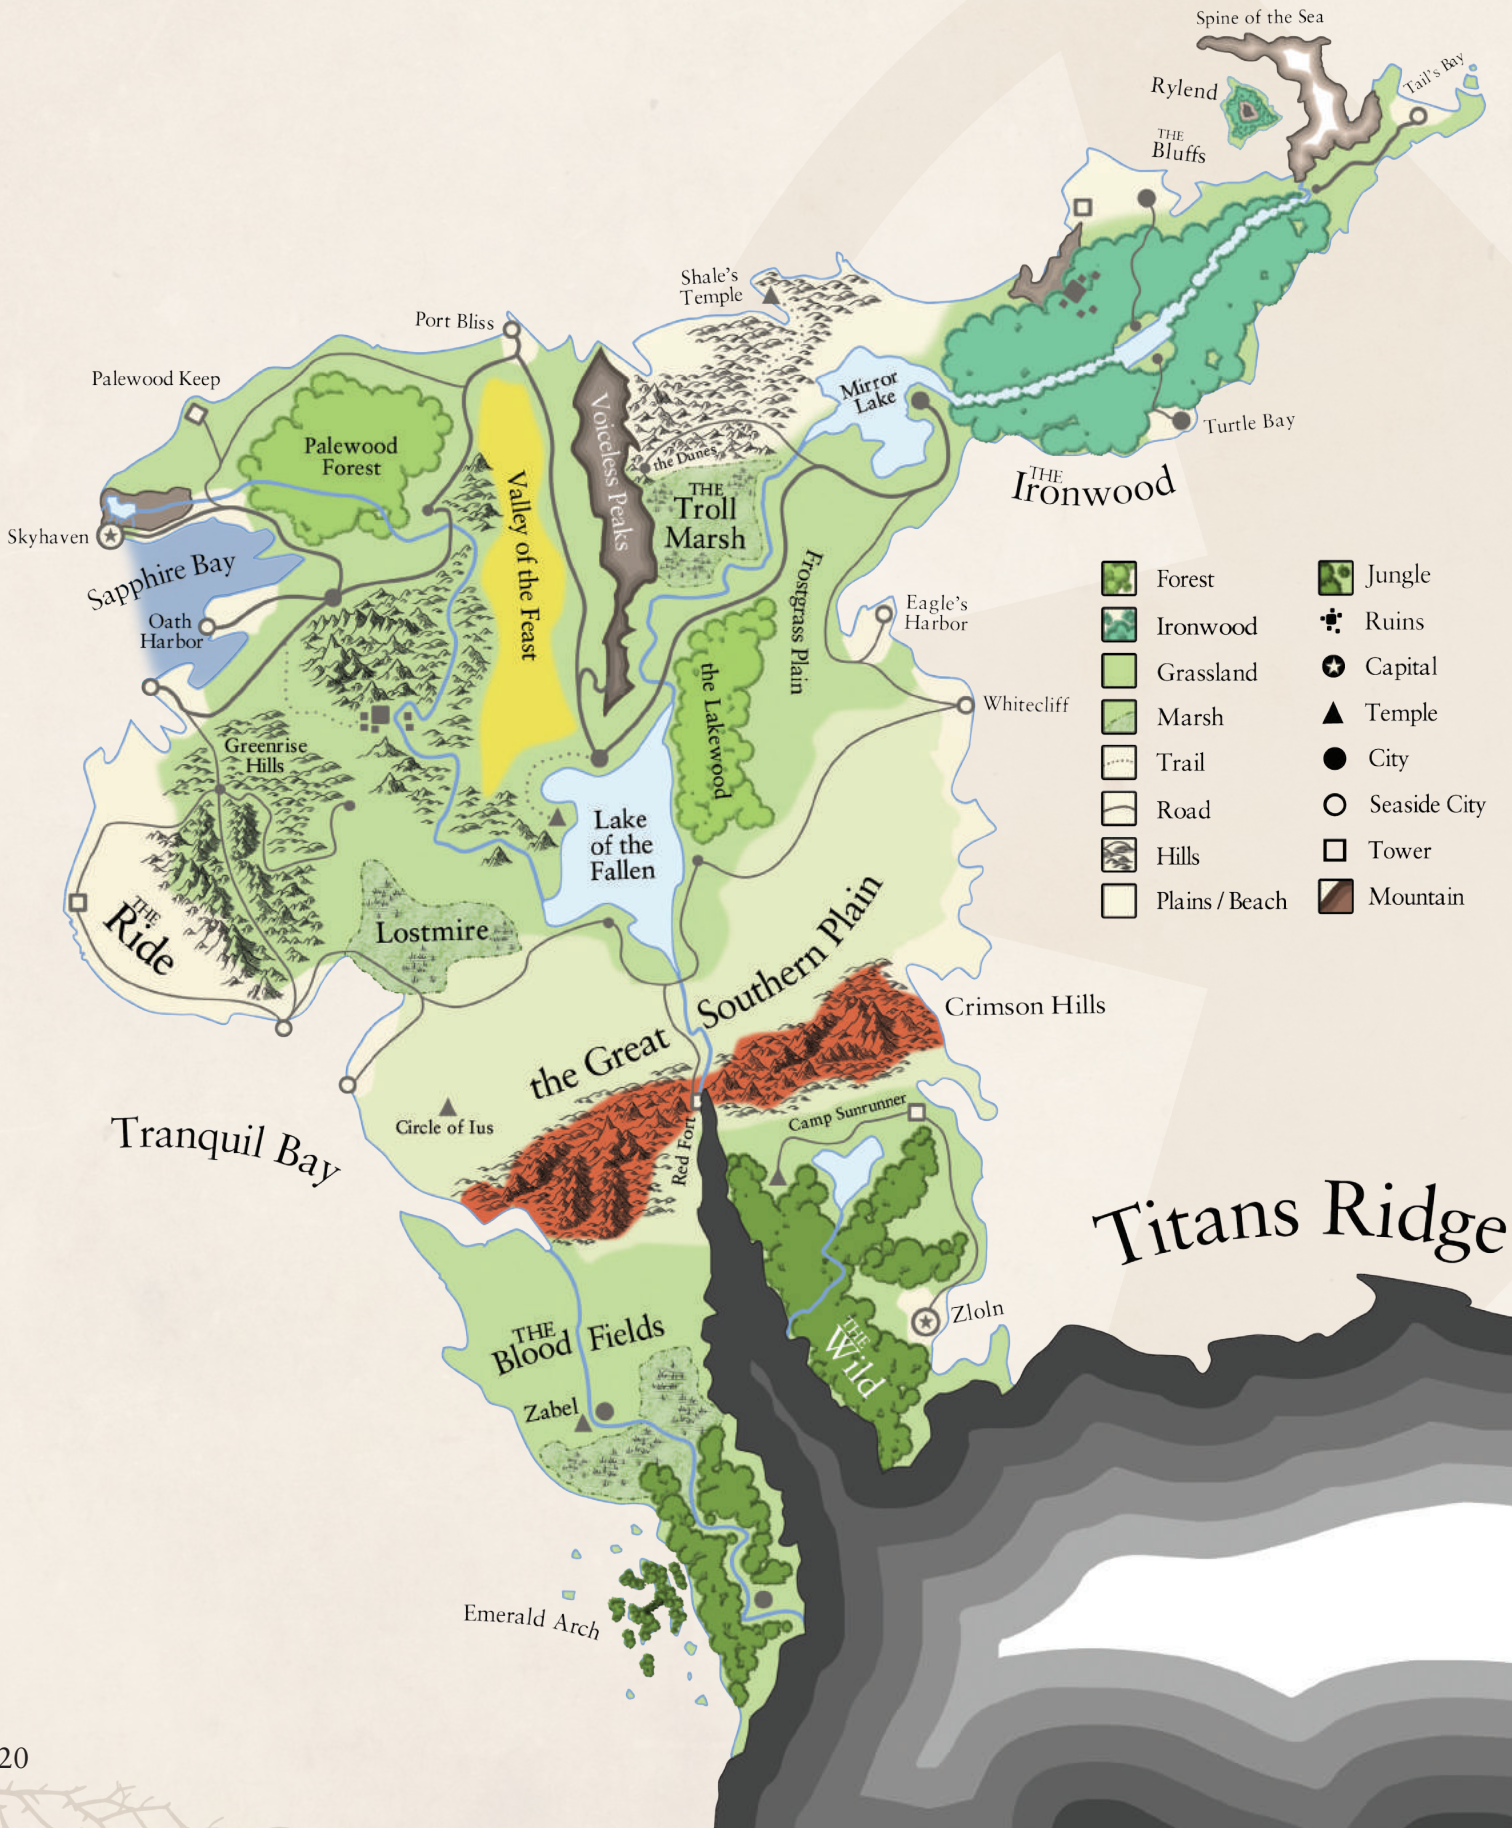 Spine of the Sea
Tail's Bay
Rylend
THE
Bluffs
Shale's
Temple
Port Bliss
Palewood Keep
Mirror
Lake
Turtle Bay
THE
Ironwood
Palewood
Forest
Voiceless Peaks
the Dunes
THE
Troll
Marsh
Valley of the Feast
Skyhaven
Sapphire Bay
Oath
Harbor
Frostgrass Plain
Eagle's
Harbor
Whitecliff
the Lakewood
Greenrise
Hills
Lake
of the
Fallen
THE
Ride
Lostmire
the Great Southern Plain
Crimson Hills
Camp Sunrunner
Red Fort
Circle of Ius
Tranquil Bay
Titans Ridge
Zloln
THE
Wild
THE
Blood Fields
Zabel
Emerald Arch
Forest
Ironwood
Grassland
Marsh
Trail
Road
Hills
Plains / Beach
Jungle
Ruins
Capital
Temple
City
Seaside City
Tower
Mountain
20